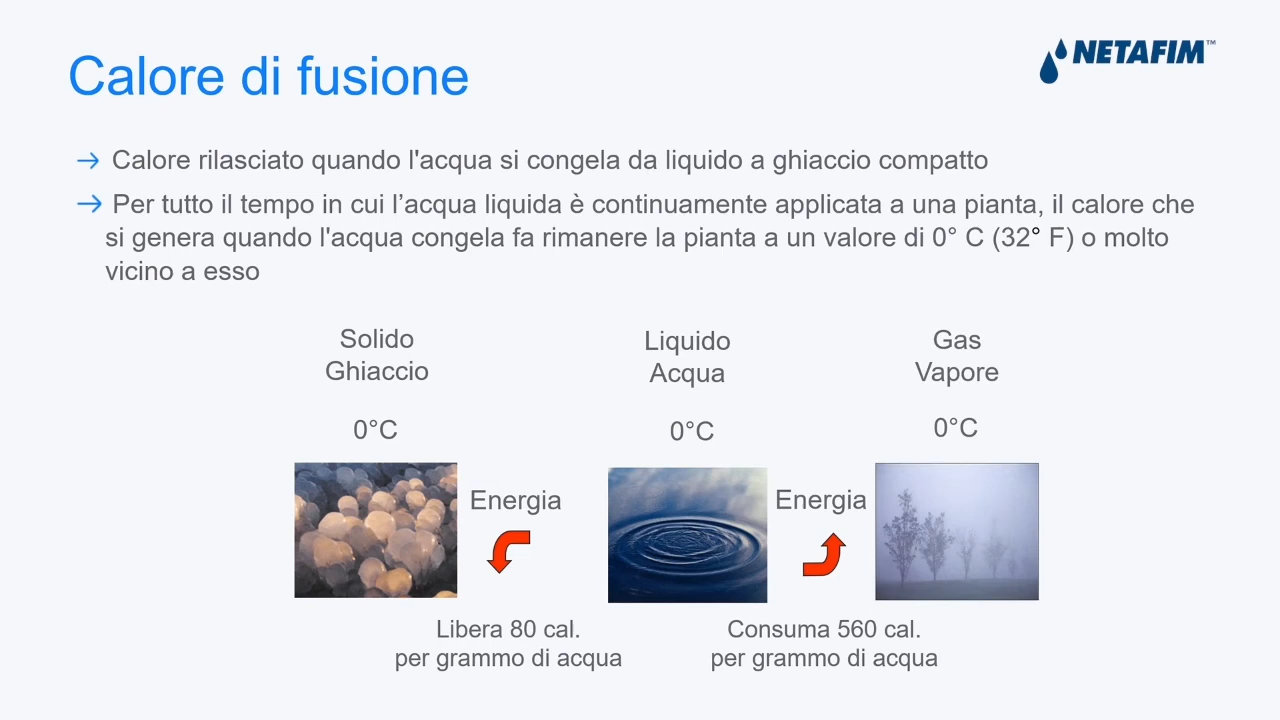 Calore di fusione
NETAFIM™
Calore rilasciato quando l'acqua si congela da liquido a ghiaccio compatto
Per tutto il tempo in cui l’acqua liquida è continuamente applicata a una pianta, il calore che
si genera quando l'acqua congela fa rimanere la pianta a un valore di 0° C (32° F) o molto
vicino a esso
Solido
Ghiaccio
0°C
Liquido
Acqua
0°C
Gas
Vapore
0°C
Energia
Energia
Libera 80 cal.
per grammo di acqua
Consuma 560 cal.
per grammo di acqua